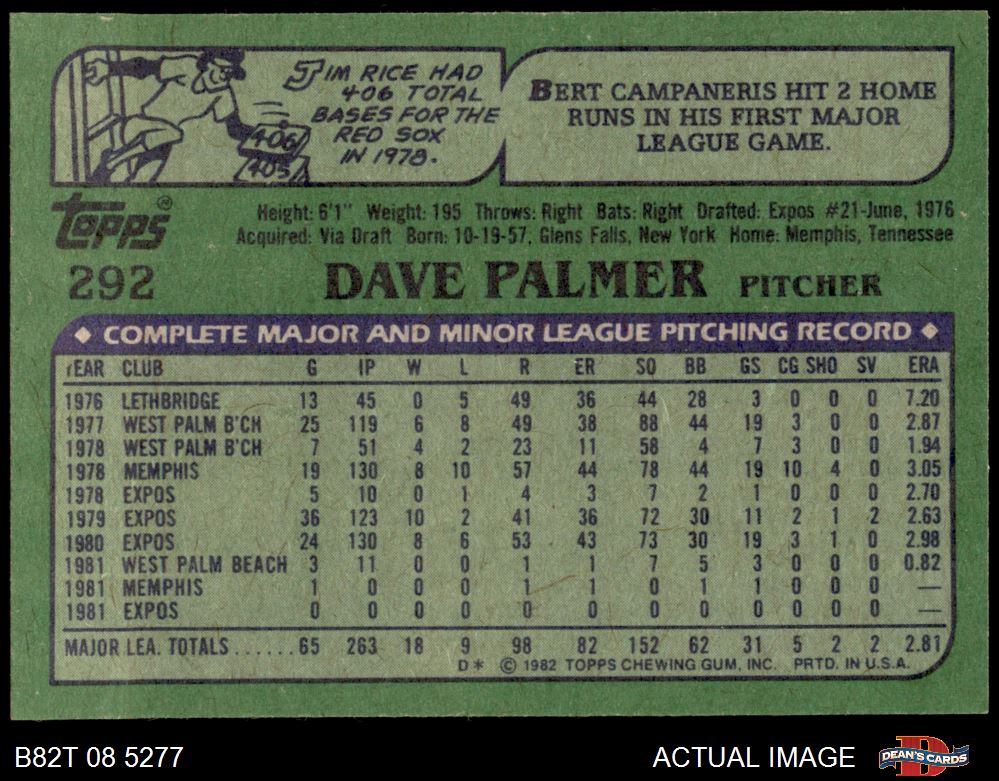 JIM RICE HAD
406 TOTAL
BASES FOR THE
RED SOX
IN 1978.
406
405
BERT CAMPANERIS HIT 2 HOME
RUNS IN HIS FIRST MAJOR
LEAGUE GAME.
Topps®
292
Height: 6'1" Weight: 195 Throws: Right Bats: Right Drafted: Expos #21-June, 1976
Acquired: Via Draft Born: 10-19-57, Glens Falls, New York Home: Memphis, Tennessee
DAVE PALMER PITCHER
◆ COMPLETE MAJOR AND MINOR LEAGUE PITCHING RECORD ◆
YEAR CLUB G IP W L R ER SO BB GS CG SHO SV ERA
1976 LETHBRIDGE 13 45 0 5 49 36 44 28 3 0 0 0 7.20
1977 WEST PALM B'CH 25 119 6 8 49 38 88 44 19 3 0 0 2.87
1978 WEST PALM B'CH 7 51 4 2 23 11 58 4 7 3 0 0 1.94
1978 MEMPHIS 19 130 8 10 57 44 78 44 19 10 4 0 3.05
1978 EXPOS 5 10 0 1 4 3 7 2 1 0 0 0 2.70
1979 EXPOS 36 123 10 2 41 36 72 30 11 2 1 2 2.63
1980 EXPOS 24 130 8 6 53 43 73 30 19 3 1 0 2.98
1981 WEST PALM BEACH 3 11 0 0 1 1 7 5 3 0 0 0 0.82
1981 MEMPHIS 1 0 0 0 1 1 0 1 1 0 0 0 —
1981 EXPOS 0 0 0 0 0 0 0 0 0 0 0 0 —
MAJOR LEA. TOTALS ...... 65 263 18 9 98 82 152 62 31 5 2 2 2.81
D* © 1982 TOPPS CHEWING GUM, INC. PRTD. IN U.S.A.
B82T 08 5277
ACTUAL IMAGE
DEAN'S CARDS